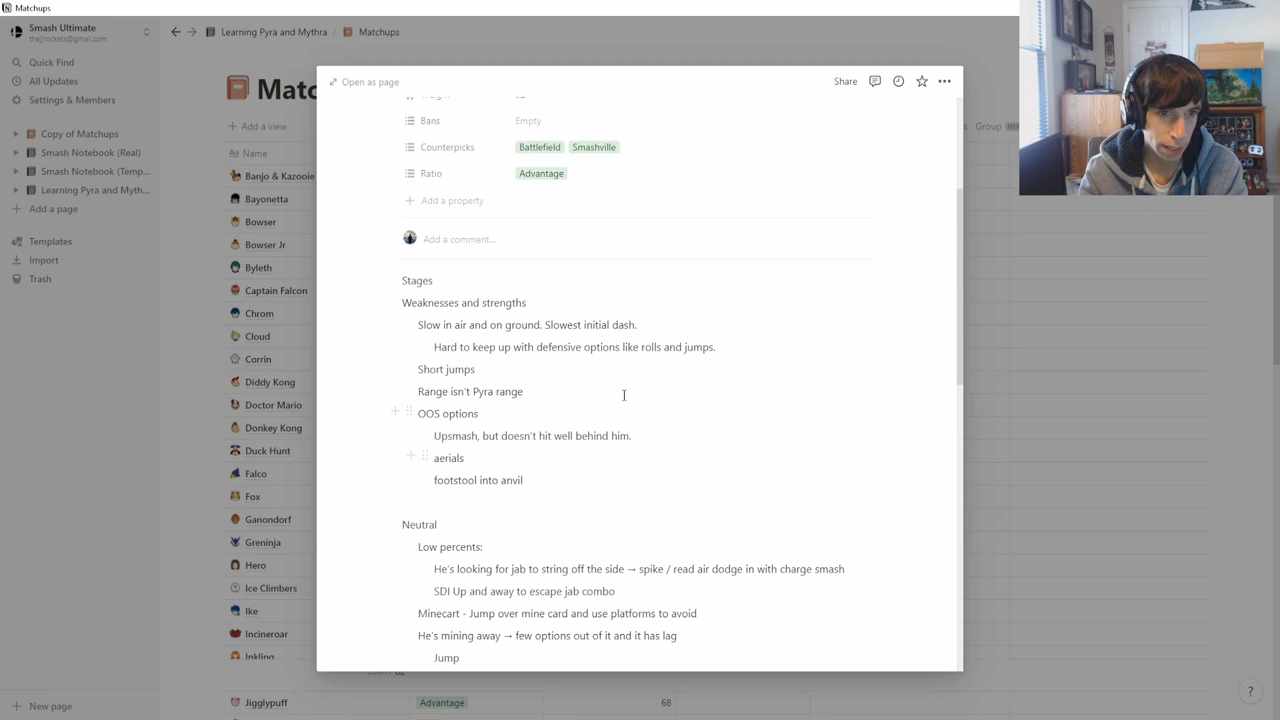 Matchups
Smash Ultimate
thejjrockets@gmail.com
Quick Find
All Updates
Settings & Members
Copy of Matchups
Smash Notebook (Real)
Smash Notebook (Temp...
Learning Pyra and Myth...
Add a page
Templates
Import
Trash
New page
Learning Pyra and Mythra / Matchups
Matc
Add a view
Group
Name
Banjo & Kazooie
Bayonetta
Bowser
Bowser Jr
Byleth
Captain Falcon
Chrom
Cloud
Corrin
Diddy Kong
Doctor Mario
Donkey Kong
Duck Hunt
Falco
Fox
Ganondorf
Greninja
Hero
Ice Climbers
Ike
Incineroar
Inkling
Jigglypuff
Advantage
68
Open as page
Share
Bans
Empty
Counterpicks
Battlefield
Smashville
Ratio
Advantage
Add a property
Add a comment...
Stages
Weaknesses and strengths
Slow in air and on ground. Slowest initial dash.
Hard to keep up with defensive options like rolls and jumps.
Short jumps
Range isn't Pyra range
OOS options
Upsmash, but doesn't hit well behind him.
aerials
footstool into anvil
Neutral
Low percents:
He's looking for jab to string off the side → spike / read air dodge in with charge smash
SDI Up and away to escape jab combo
Minecart - Jump over mine card and use platforms to avoid
He's mining away → few options out of it and it has lag
Jump
?